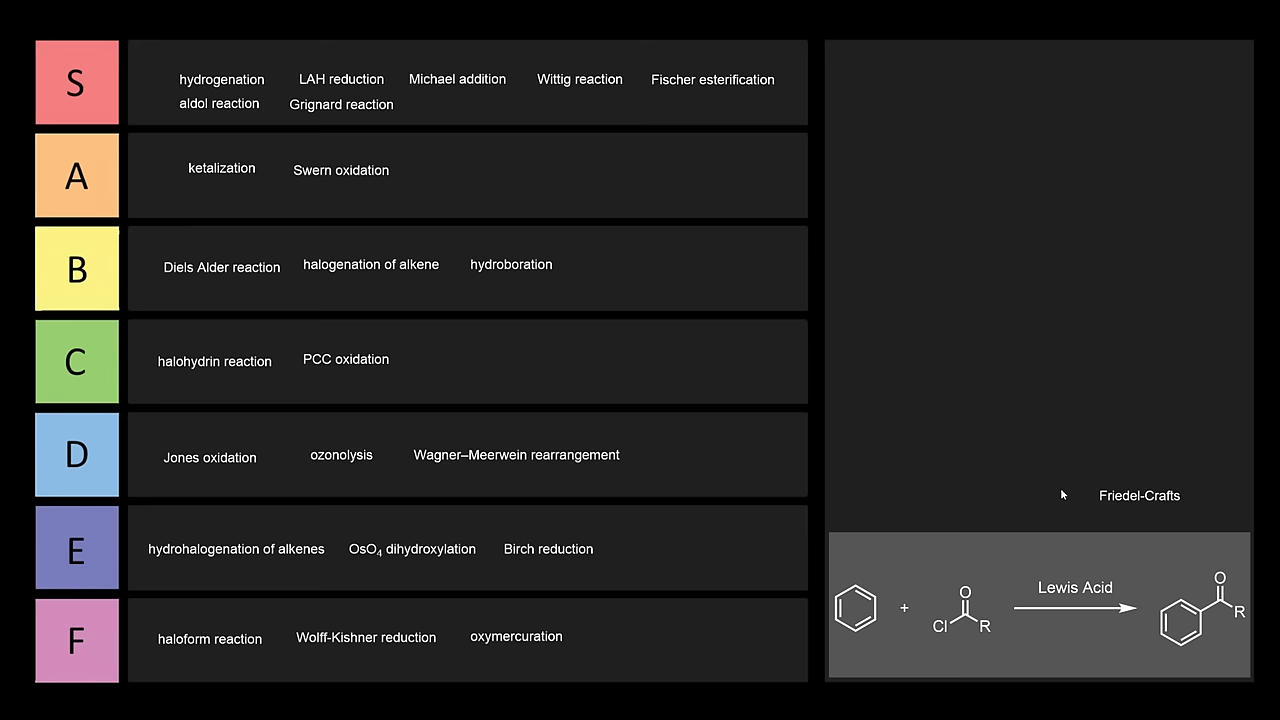 S
hydrogenation LAH reduction Michael addition Wittig reaction Fischer esterification
aldol reaction Grignard reaction
A
ketalization Swern oxidation
B
Diels Alder reaction halogenation of alkene hydroboration
C
halohydrin reaction PCC oxidation
D
Jones oxidation ozonolysis Wagner–Meerwein rearrangement
E
hydrohalogenation of alkenes OsO₄ dihydroxylation Birch reduction
F
haloform reaction Wolff-Kishner reduction oxymercuration
Friedel-Crafts
Lewis Acid
O O
+ Cl R R